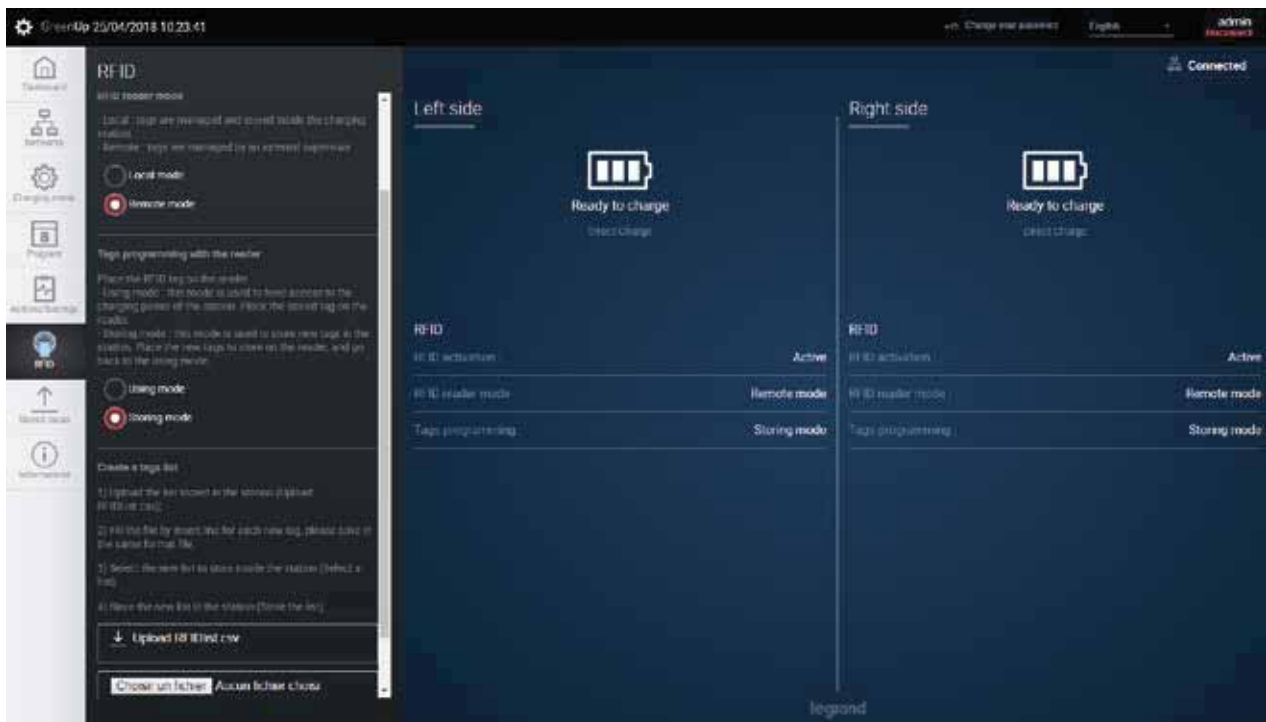 GreenUp 25/04/2018 10:23:41
Change your password
English
admin
Disconnect
Connected
Dashboard
Networks
Charging mode
Program
RFID
Information
RFID
RFID reader mode
- Local : tags are managed and stored inside the charging station
- Remote : tags are managed by an external supervisor
Local mode
Remote mode
Tags programming with the reader
Place the RFID tag on the reader
- Using mode : this mode is used to have access to the
charging power of the station. Place the stored tag on the
reader.
- Storing mode : this mode is used to store new tags in the
station. Place the new tags to store on the reader, and go
back to the using mode.
Using mode
Storing mode
Create a tags list
1) Upload the list stored in the station (Upload
RFIDlist.csv);
2) Fill the file by insert line for each new tag, please save in
the same format file.
3) Select the new list to store inside the station (Select a
list)
4) Store the new list in the station (Store the list)
Upload RFIDlist.csv
Choisir un fichier Aucun fichier choisi
Left side
Ready to charge
Direct Charge
RFID
RFID activation Active
RFID reader mode Remote mode
Tags programming Storing mode
Right side
Ready to charge
Direct Charge
RFID
RFID activation Active
RFID reader mode Remote mode
Tags programming Storing mode
legrand